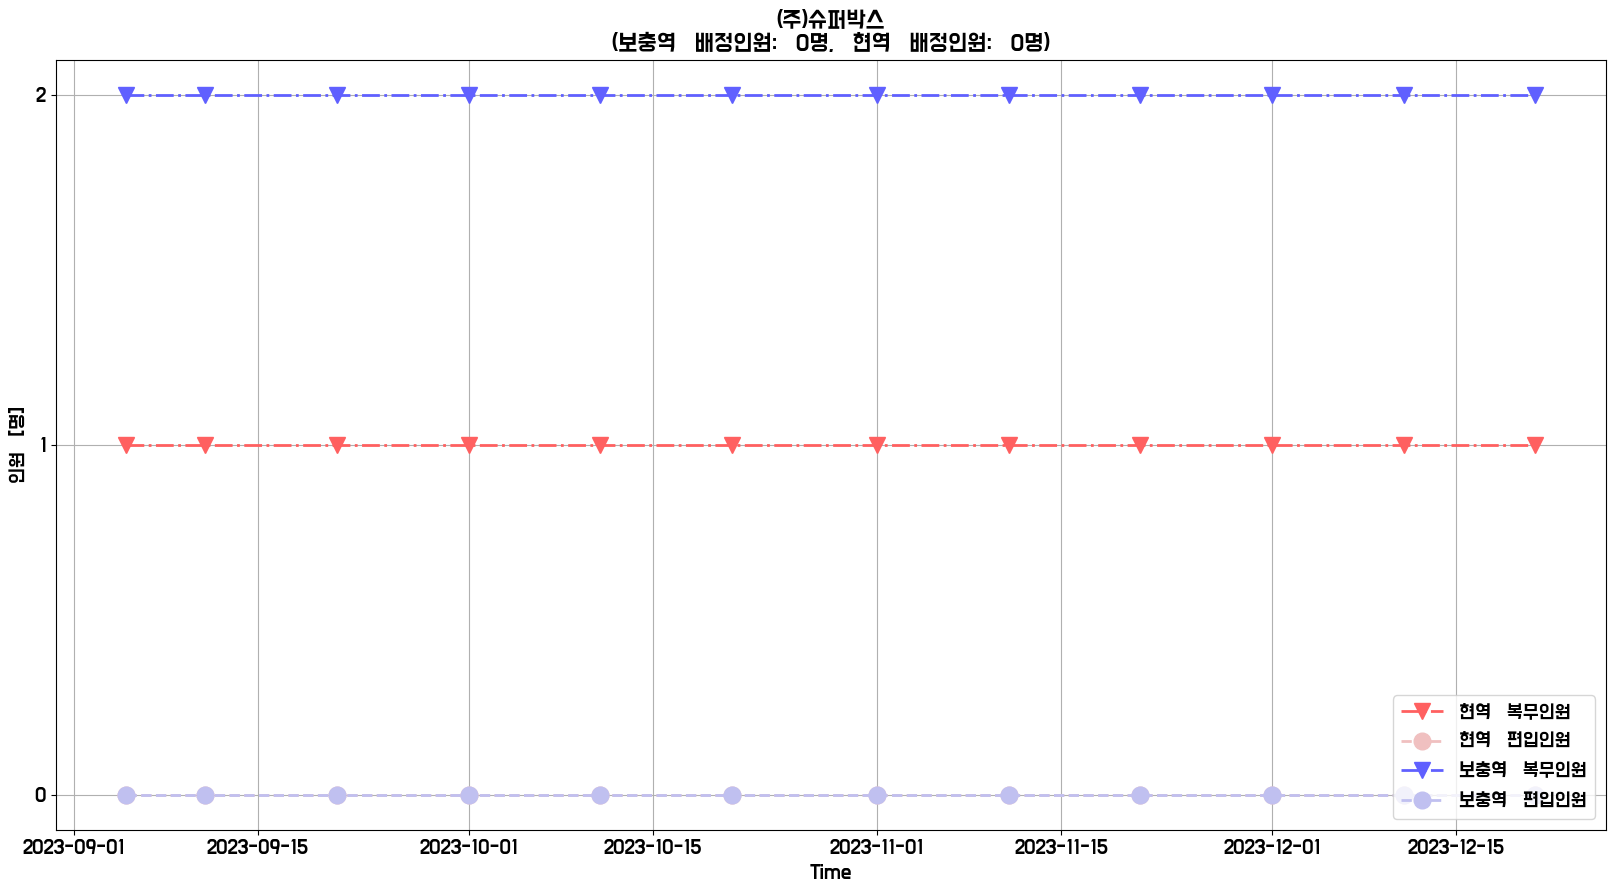 (주)슈퍼박스
(보충역 배정인원: 0명, 현역 배정인원: 0명)
2
1
0
인원 [명]
2023-09-01 2023-09-15 2023-10-01 2023-10-15 2023-11-01 2023-11-15 2023-12-01 2023-12-15
Time
현역 복무인원
현역 편입인원
보충역 복무인원
보충역 편입인원